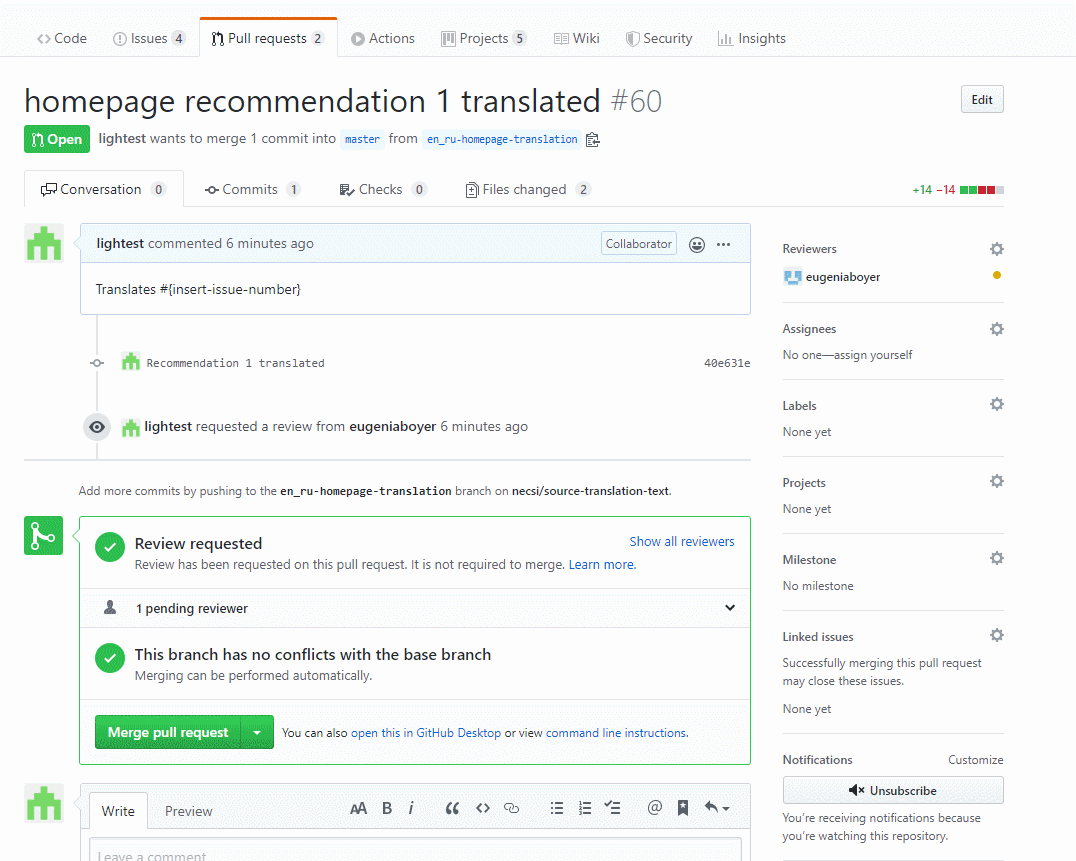 Code Issues 4 Pull requests 2 Actions Projects 5 Wiki Security Insights
homepage recommendation 1 translated #60 Edit
Open lightest wants to merge 1 commit into master from en_ru-homepage-translation
Conversation 0 Commits 1 Checks 0 Files changed 2 +14 −14
lightest commented 6 minutes ago Collaborator
Translates #{insert-issue-number}
Recommendation 1 translated 40e631e
lightest requested a review from eugeniaboyer 6 minutes ago
Add more commits by pushing to the en_ru-homepage-translation branch on necsi/source-translation-text.
Review requested Show all reviewers
Review has been requested on this pull request. It is not required to merge. Learn more.
1 pending reviewer
This branch has no conflicts with the base branch
Merging can be performed automatically.
Merge pull request You can also open this in GitHub Desktop or view command line instructions.
Write Preview AA B i “ @
Leave a comment
Reviewers
eugeniaboyer
Assignees
No one—assign yourself
Labels
None yet
Projects
None yet
Milestone
No milestone
Linked issues
Successfully merging this pull request
may close these issues.
None yet
Notifications Customize
Unsubscribe
You’re receiving notifications because
you’re watching this repository.